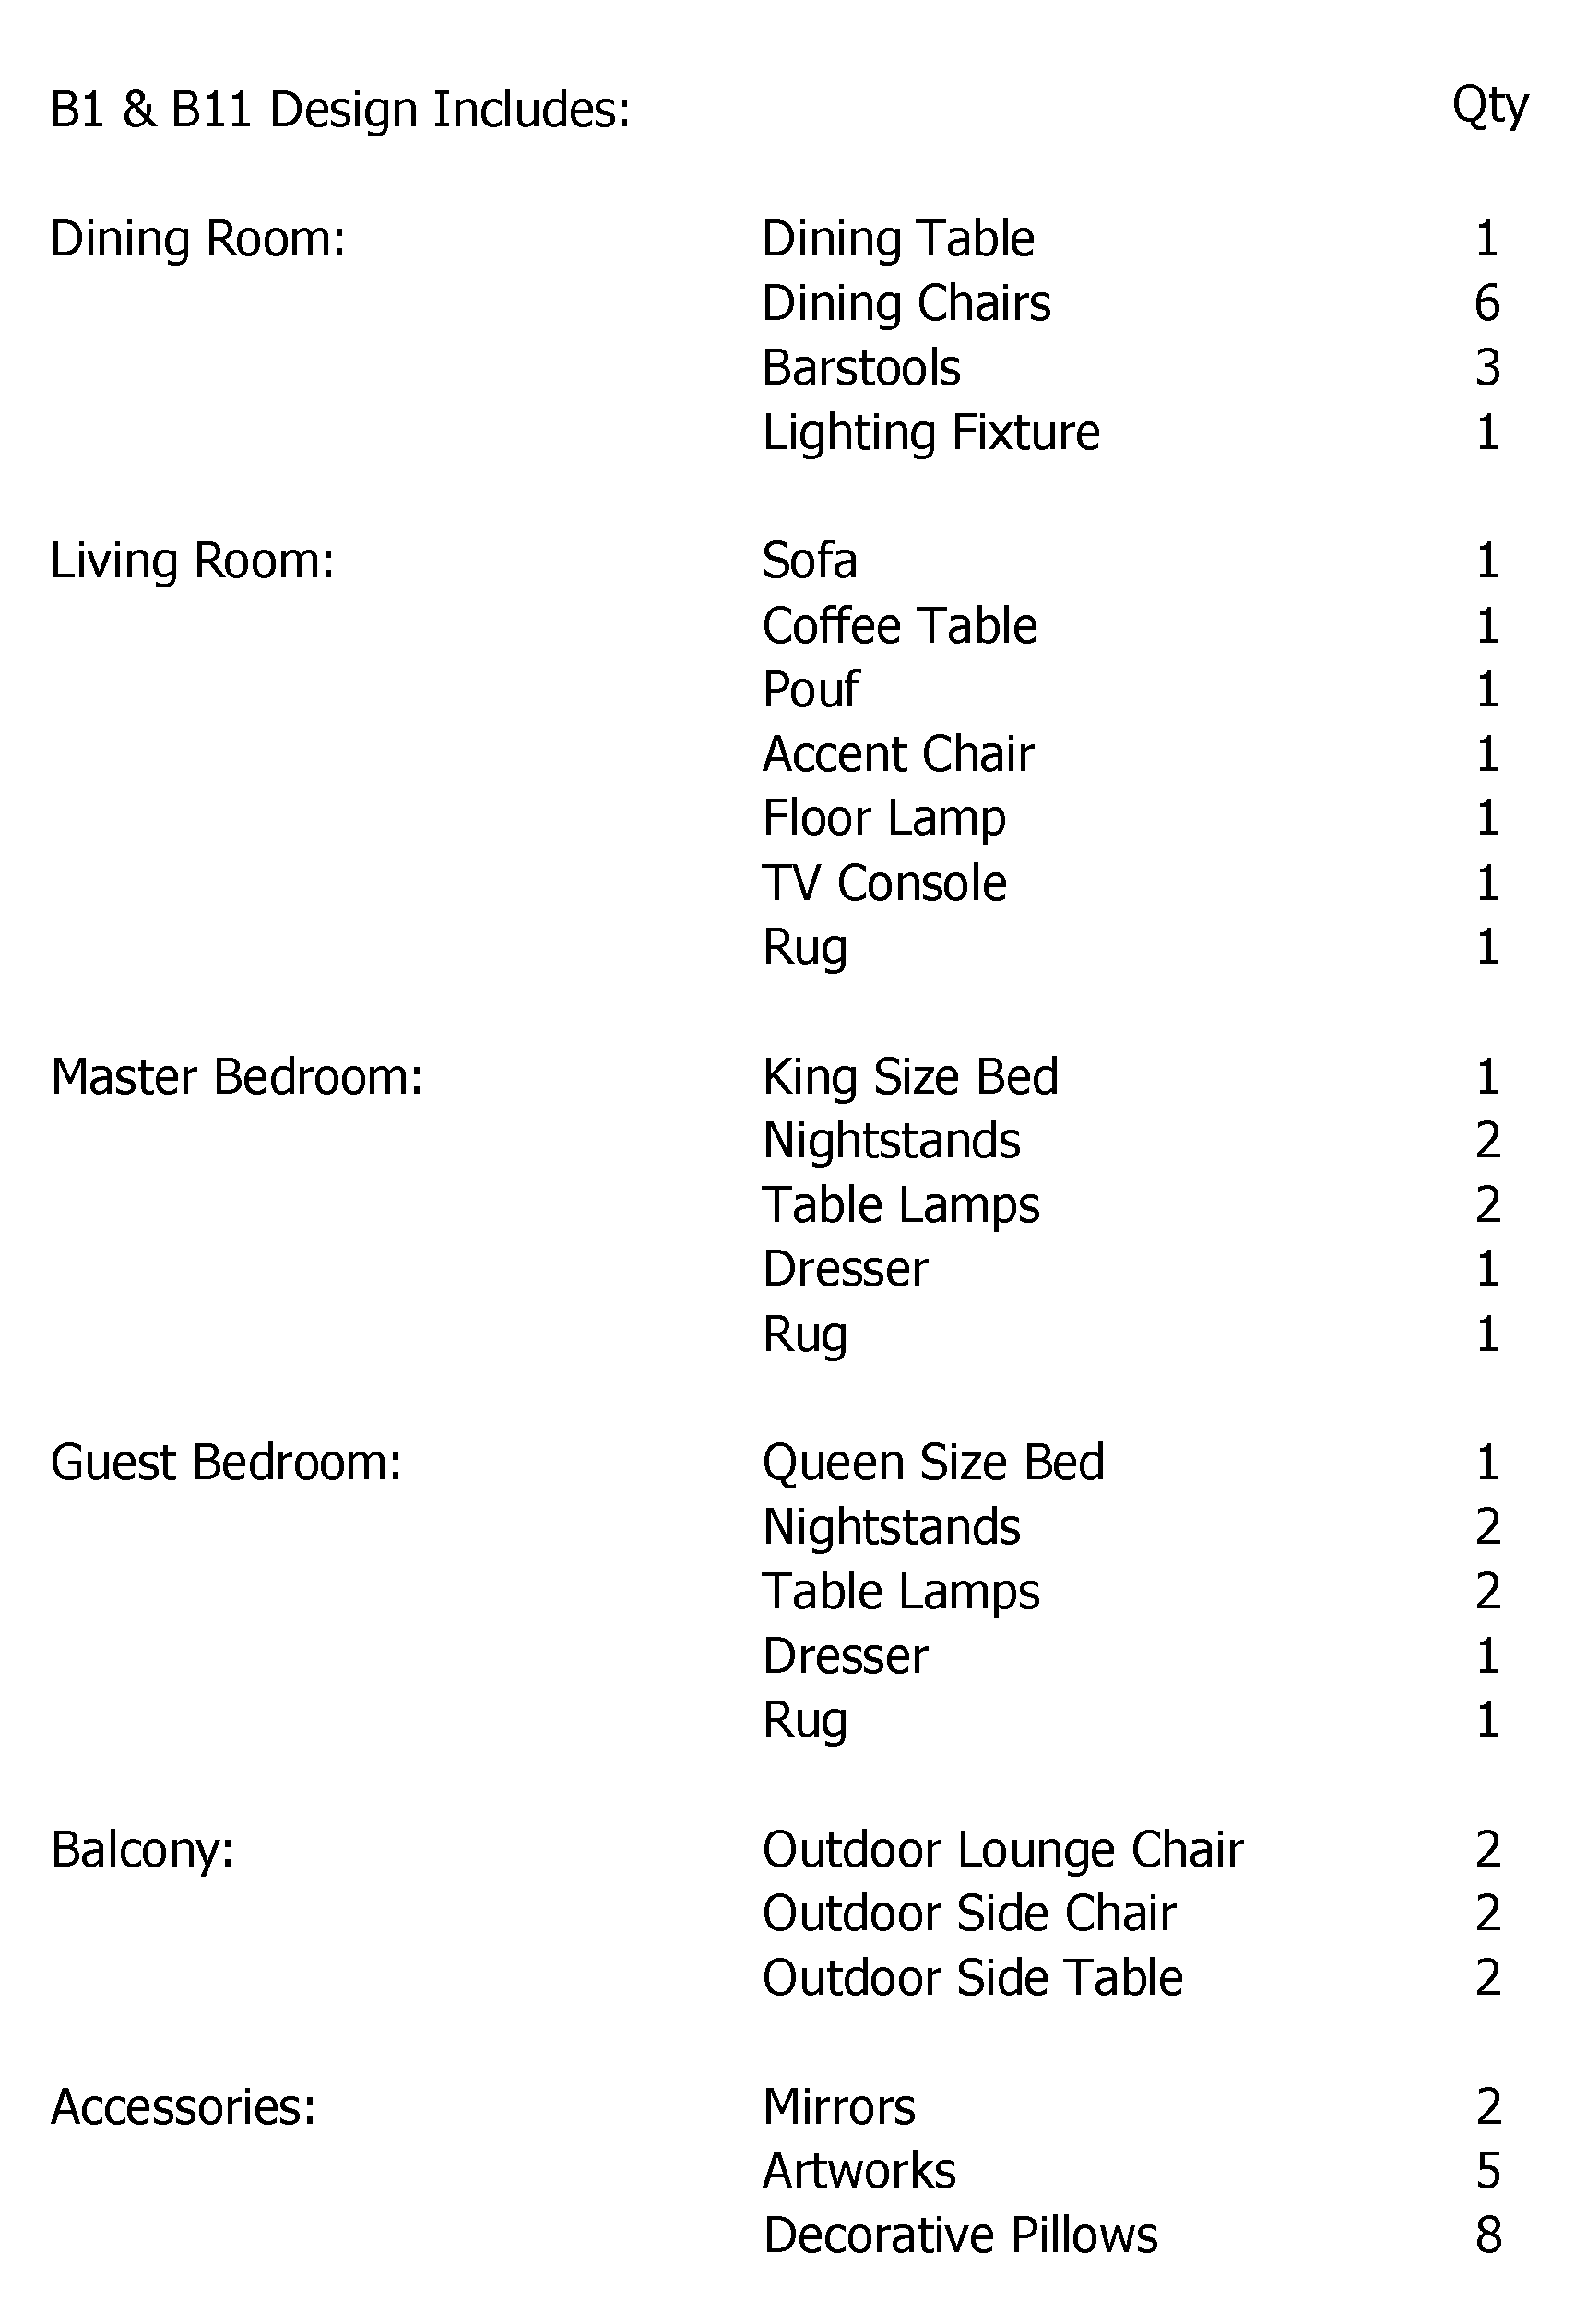 B1 & B11 Design Includes: Qty
Dining Room: Dining Table 1
Dining Chairs 6
Barstools 3
Lighting Fixture 1
Living Room: Sofa 1
Coffee Table 1
Pouf 1
Accent Chair 1
Floor Lamp 1
TV Console 1
Rug 1
Master Bedroom: King Size Bed 1
Nightstands 2
Table Lamps 2
Dresser 1
Rug 1
Guest Bedroom: Queen Size Bed 1
Nightstands 2
Table Lamps 2
Dresser 1
Rug 1
Balcony: Outdoor Lounge Chair 2
Outdoor Side Chair 2
Outdoor Side Table 2
Accessories: Mirrors 2
Artworks 5
Decorative Pillows 8